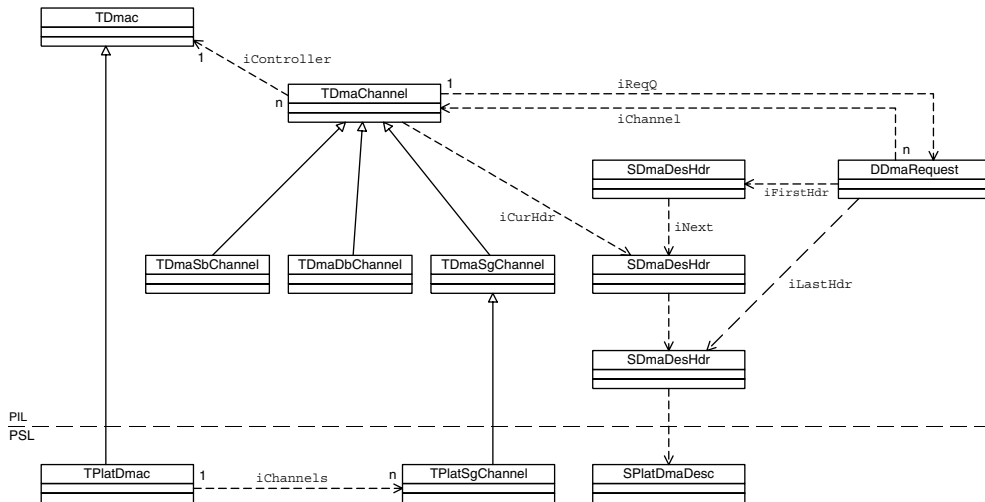 TDmac
1
iController
n
TDmaChannel
1
iReqQ
iChannel
n
SDmaDesHdr
iFirstHdr
DDmaRequest
iCurHdr
iNext
TDmaSbChannel
TDmaDbChannel
TDmaSgChannel
SDmaDesHdr
iLastHdr
SDmaDesHdr
PIL
PSL
TPlatDmac
1
iChannels
n
TPlatSgChannel
SPlatDmaDesc